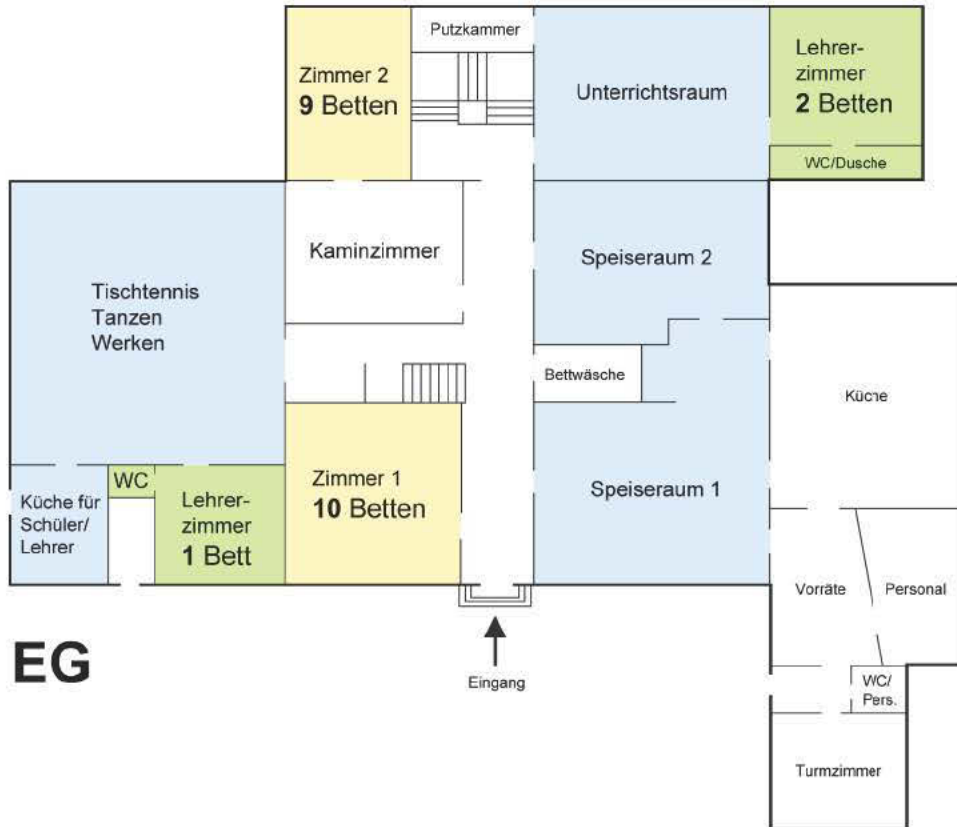 Putzkammer
Zimmer 2
9 Betten
Unterrichtsraum
Lehrer-
zimmer
2 Betten
WC/Dusche
Kaminzimmer
Speiseraum 2
Tischtennis
Tanzen
Werken
Bettwäsche
Küche
WC
Küche für
Schüler/
Lehrer
Lehrer-
zimmer
1 Bett
Zimmer 1
10 Betten
Speiseraum 1
Vorräte
Personal
EG
Eingang
WC/
Pers.
Turmzimmer